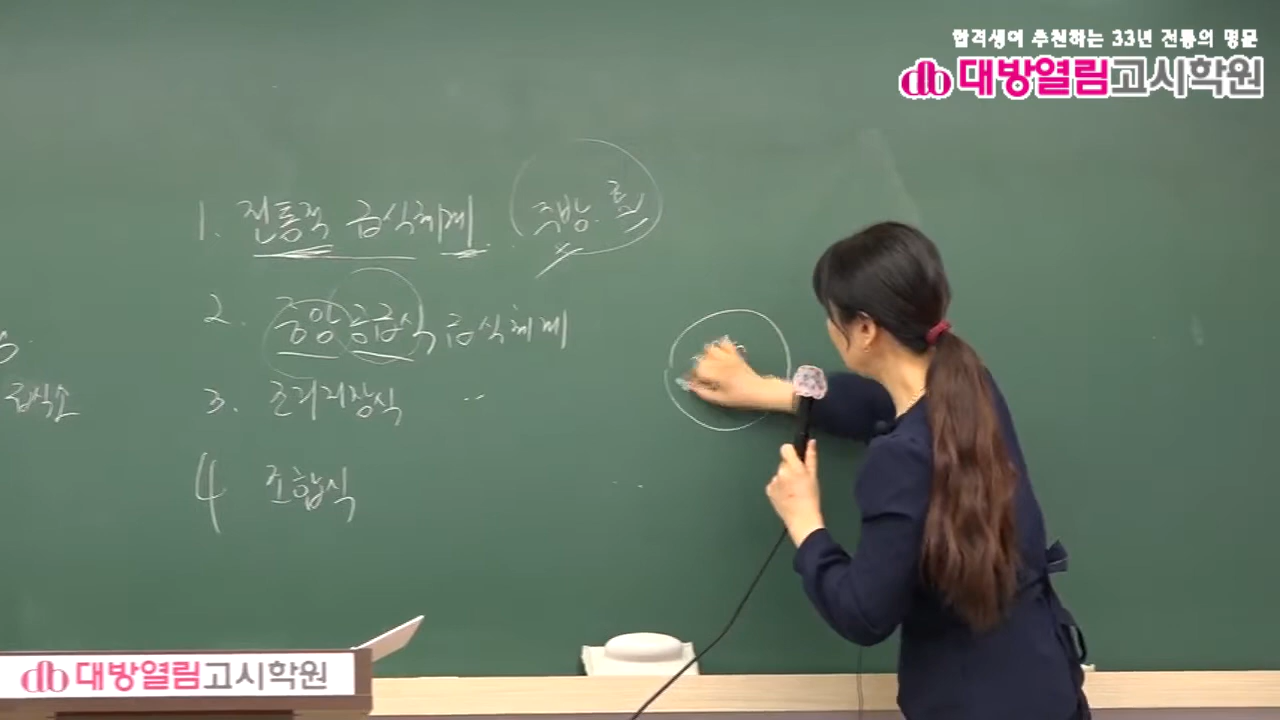 합격생이 추천하는 33년 전통의 명문
db 대방열림고시학원
1. 전통적 급식체계 주방.
2. 중앙공급식 급식체계
3. 조리저장식 〃
4 조합식
급식소
db 대방열림고시학원